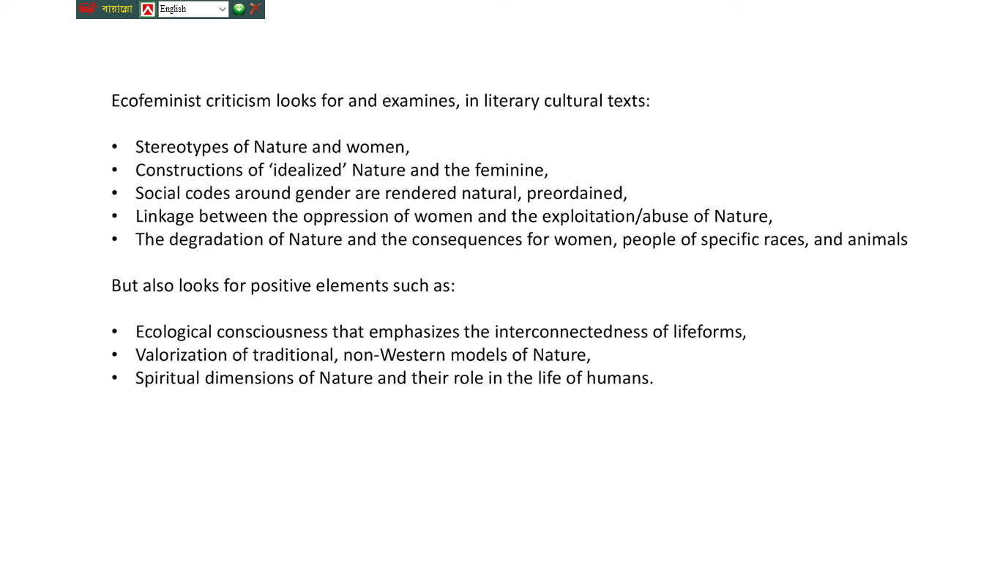 বায়ান্নো English
Ecofeminist criticism looks for and examines, in literary cultural texts:
• Stereotypes of Nature and women,
• Constructions of ‘idealized’ Nature and the feminine,
• Social codes around gender are rendered natural, preordained,
• Linkage between the oppression of women and the exploitation/abuse of Nature,
• The degradation of Nature and the consequences for women, people of specific races, and animals
But also looks for positive elements such as:
• Ecological consciousness that emphasizes the interconnectedness of lifeforms,
• Valorization of traditional, non-Western models of Nature,
• Spiritual dimensions of Nature and their role in the life of humans.